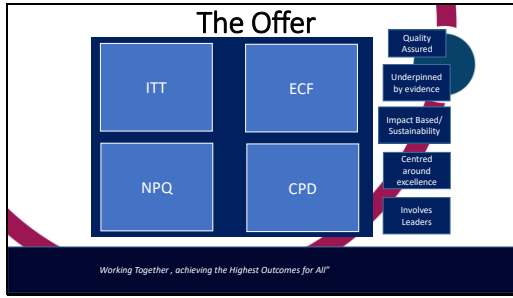 The Offer
ITT
ECF
NPQ
CPD
Quality
Assured
Underpinned
by evidence
Impact Based/
Sustainability
Centred
around
excellence
Involves
Leaders
Working Together , achieving the Highest Outcomes for All”